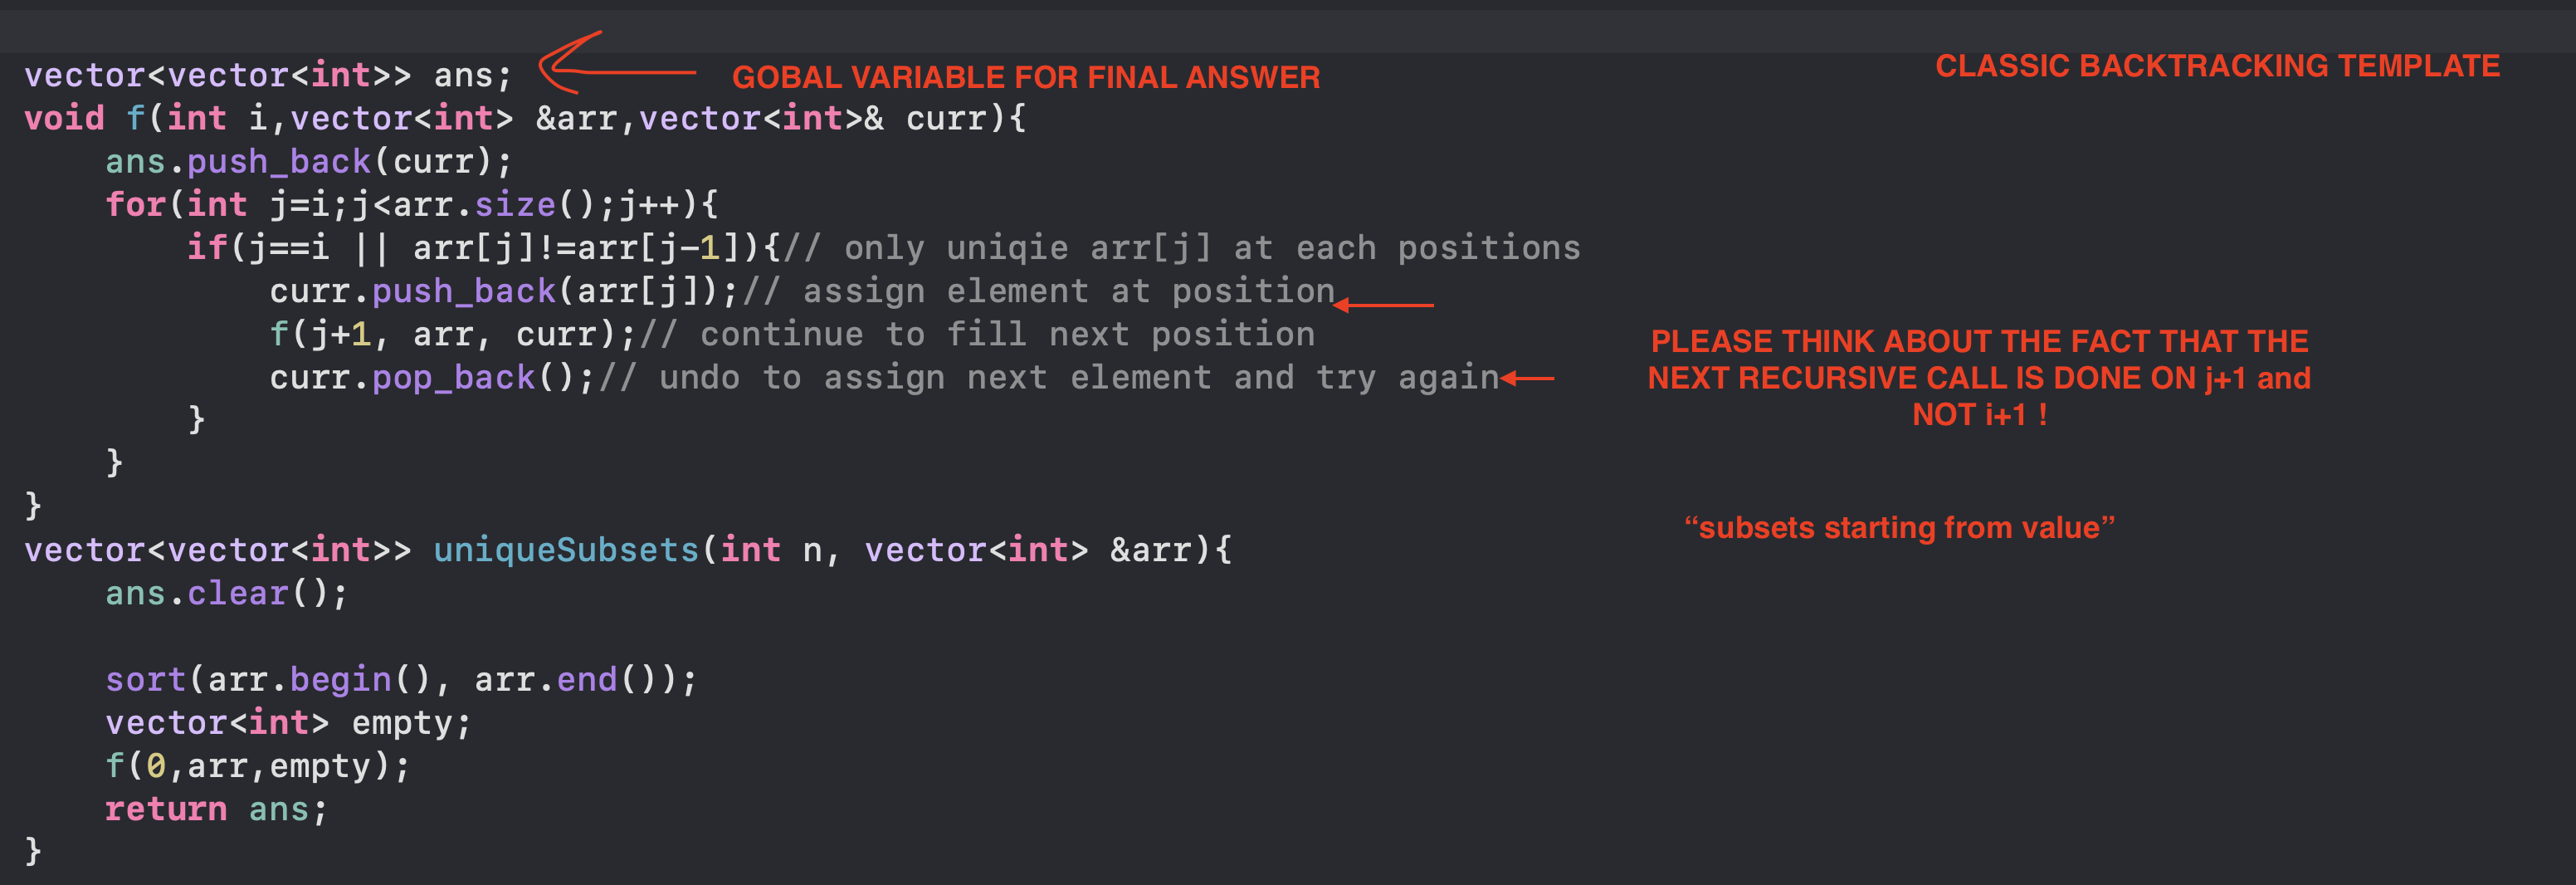 vector<vector<int>> ans;
GOBAL VARIABLE FOR FINAL ANSWER
CLASSIC BACKTRACKING TEMPLATE
void f(int i,vector<int> &arr,vector<int>& curr){
ans.push_back(curr);
for(int j=i;j<arr.size();j++){
if(j==i || arr[j]!=arr[j-1]){// only uniqie arr[j] at each positions
curr.push_back(arr[j]);// assign element at position
f(j+1, arr, curr);// continue to fill next position
curr.pop_back();// undo to assign next element and try again
PLEASE THINK ABOUT THE FACT THAT THE
NEXT RECURSIVE CALL IS DONE ON j+1 and
NOT i+1 !
}
}
}
“subsets starting from value”
vector<vector<int>> uniqueSubsets(int n, vector<int> &arr){
ans.clear();
sort(arr.begin(), arr.end());
vector<int> empty;
f(0,arr,empty);
return ans;
}